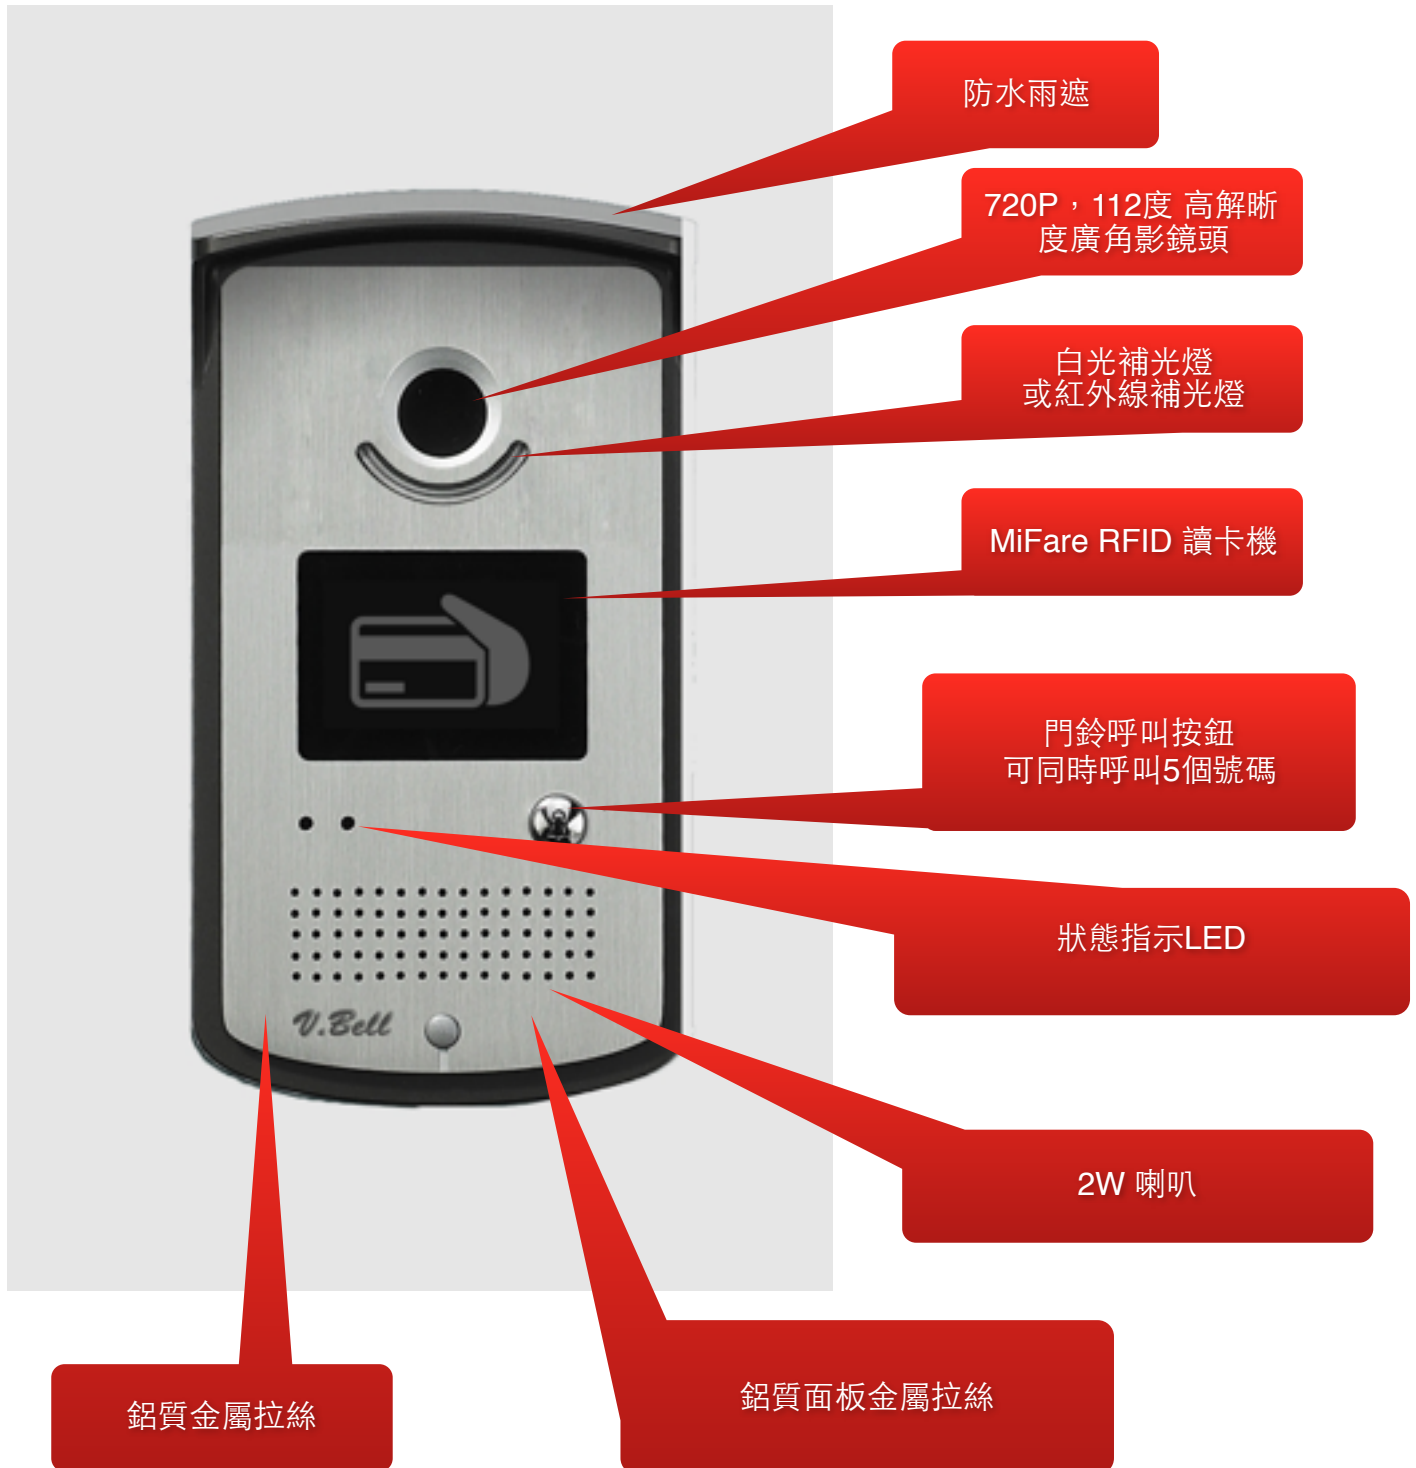 防水雨遮
720P，112度 高解晰
度廣角影鏡頭
白光補光燈
或紅外線補光燈
MiFare RFID 讀卡機
門鈴呼叫按鈕
可同時呼叫5個號碼
狀態指示LED
V.Bell
2W 喇叭
鋁質面板金屬拉絲
鋁質金屬拉絲